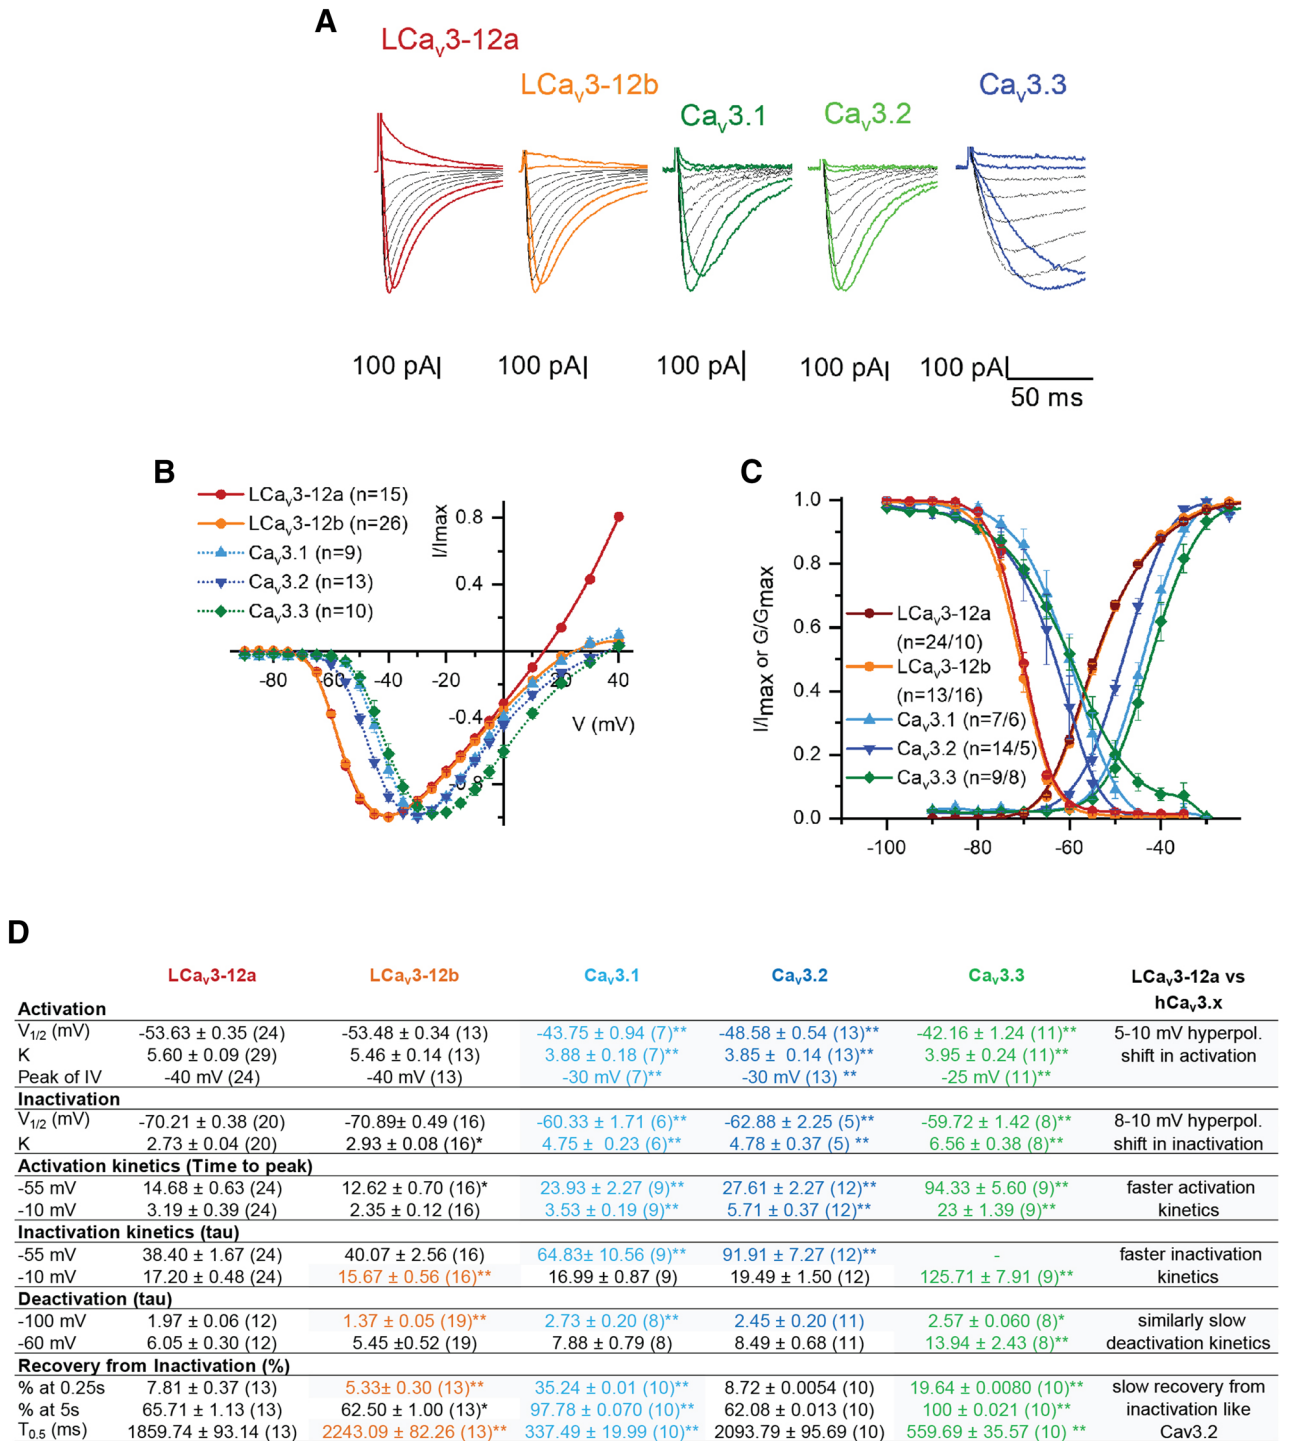 A
LCav3-12a
LCav3-12b
Cav3.1
Cav3.2
Cav3.3
100 pA
100 pA
100 pA
100 pA
100 pA
50 ms
B
LCav3-12a (n=15)
LCav3-12b (n=26)
Cav3.1 (n=9)
Cav3.2 (n=13)
Cav3.3 (n=10)
I/Imax
0.8
0.4
-80
-60
-40
20
40
-0.4
V (mV)
-0.8
C
1.0
0.8
0.6
0.4
0.2
0.0
I/Imax or G/Gmax
LCav3-12a
(n=24/10)
LCav3-12b
(n=13/16)
Cav3.1 (n=7/6)
Cav3.2 (n=14/5)
Cav3.3 (n=9/8)
-100
-80
-60
-40
D
LCav3-12a LCav3-12b Cav3.1 Cav3.2 Cav3.3 LCav3-12a vs
hCav3.x
Activation
V1/2 (mV) -53.63 ± 0.35 (24) -53.48 ± 0.34 (13) -43.75 ± 0.94 (7)** -48.58 ± 0.54 (13)** -42.16 ± 1.24 (11)** 5-10 mV hyperpol.
K 5.60 ± 0.09 (29) 5.46 ± 0.14 (13) 3.88 ± 0.18 (7)** 3.85 ± 0.14 (13)** 3.95 ± 0.24 (11)** shift in activation
Peak of IV -40 mV (24) -40 mV (13) -30 mV (7)** -30 mV (13) ** -25 mV (11)**
Inactivation
V1/2 (mV) -70.21 ± 0.38 (20) -70.89± 0.49 (16) -60.33 ± 1.71 (6)** -62.88 ± 2.25 (5)** -59.72 ± 1.42 (8)** 8-10 mV hyperpol.
K 2.73 ± 0.04 (20) 2.93 ± 0.08 (16)* 4.75 ± 0.23 (6)** 4.78 ± 0.37 (5) ** 6.56 ± 0.38 (8)** shift in inactivation
Activation kinetics (Time to peak)
-55 mV 14.68 ± 0.63 (24) 12.62 ± 0.70 (16)* 23.93 ± 2.27 (9)** 27.61 ± 2.27 (12)** 94.33 ± 5.60 (9)** faster activation
-10 mV 3.19 ± 0.39 (24) 2.35 ± 0.12 (16) 3.53 ± 0.19 (9)** 5.71 ± 0.37 (12)** 23 ± 1.39 (9)** kinetics
Inactivation kinetics (tau)
-55 mV 38.40 ± 1.67 (24) 40.07 ± 2.56 (16) 64.83± 10.56 (9)** 91.91 ± 7.27 (12)** - faster inactivation
-10 mV 17.20 ± 0.48 (24) 15.67 ± 0.56 (16)** 16.99 ± 0.87 (9) 19.49 ± 1.50 (12) 125.71 ± 7.91 (9)** kinetics
Deactivation (tau)
-100 mV 1.97 ± 0.06 (12) 1.37 ± 0.05 (19)** 2.73 ± 0.20 (8)** 2.45 ± 0.20 (11) 2.57 ± 0.060 (8)* similarly slow
-60 mV 6.05 ± 0.30 (12) 5.45 ±0.52 (19) 7.88 ± 0.79 (8) 8.49 ± 0.68 (11) 13.94 ± 2.43 (8)** deactivation kinetics
Recovery from Inactivation (%)
% at 0.25s 7.81 ± 0.37 (13) 5.33± 0.30 (13)** 35.24 ± 0.01 (10)** 8.72 ± 0.0054 (10) 19.64 ± 0.0080 (10)** slow recovery from
% at 5s 65.71 ± 1.13 (13) 62.50 ± 1.00 (13)* 97.78 ± 0.070 (10)** 62.08 ± 0.013 (10) 100 ± 0.021 (10)** inactivation like
T0.5 (ms) 1859.74 ± 93.14 (13) 2243.09 ± 82.26 (13)** 337.49 ± 19.99 (10)** 2093.79 ± 95.69 (10) 559.69 ± 35.57 (10) ** Cav3.2